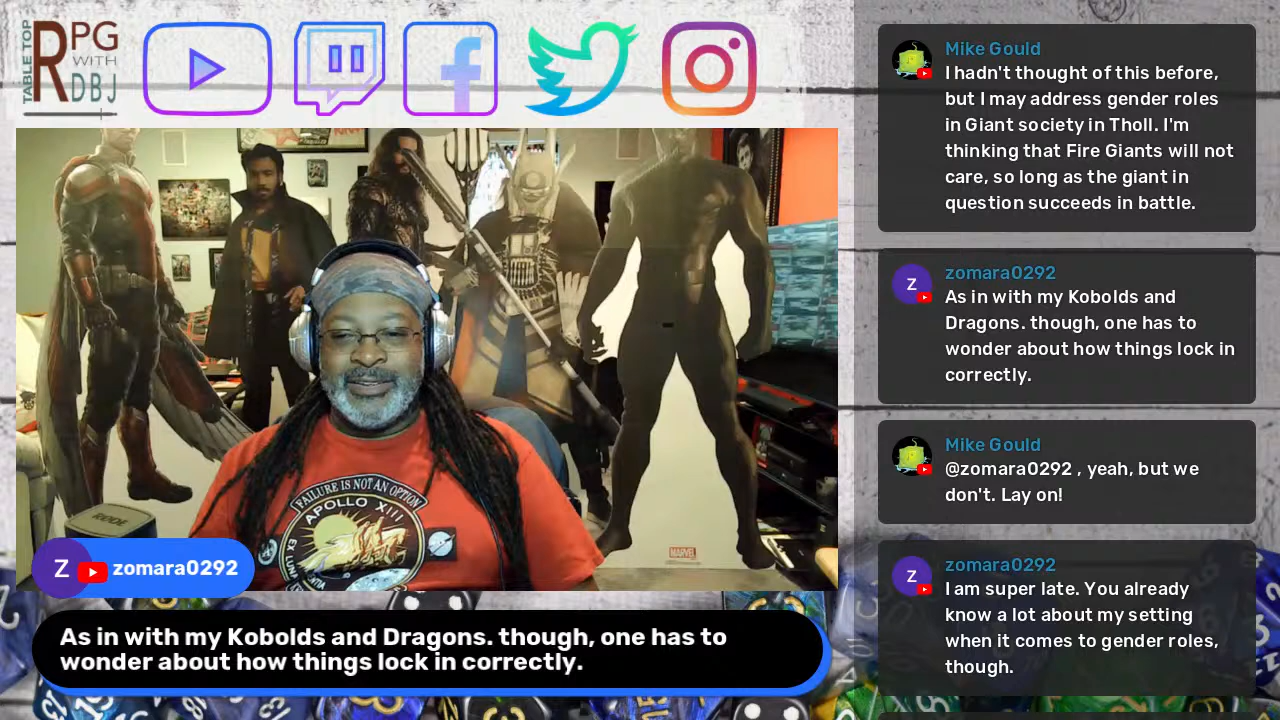 TABLE TOP
RPG
WITH
DBJ
Mike Gould
I hadn't thought of this before,
but I may address gender roles
in Giant society in Tholl. I'm
thinking that Fire Giants will not
care, so long as the giant in
question succeeds in battle.
Z
zomara0292
As in with my Kobolds and
Dragons. though, one has to
wonder about how things lock in
correctly.
Mike Gould
@zomara0292 , yeah, but we
don't. Lay on!
Z
zomara0292
I am super late. You already
know a lot about my setting
when it comes to gender roles,
though.
FAILURE IS NOT AN OPTION
APOLLO XIII
EX LUNA
RODE
MARVEL
Z zomara0292
As in with my Kobolds and Dragons. though, one has to
wonder about how things lock in correctly.